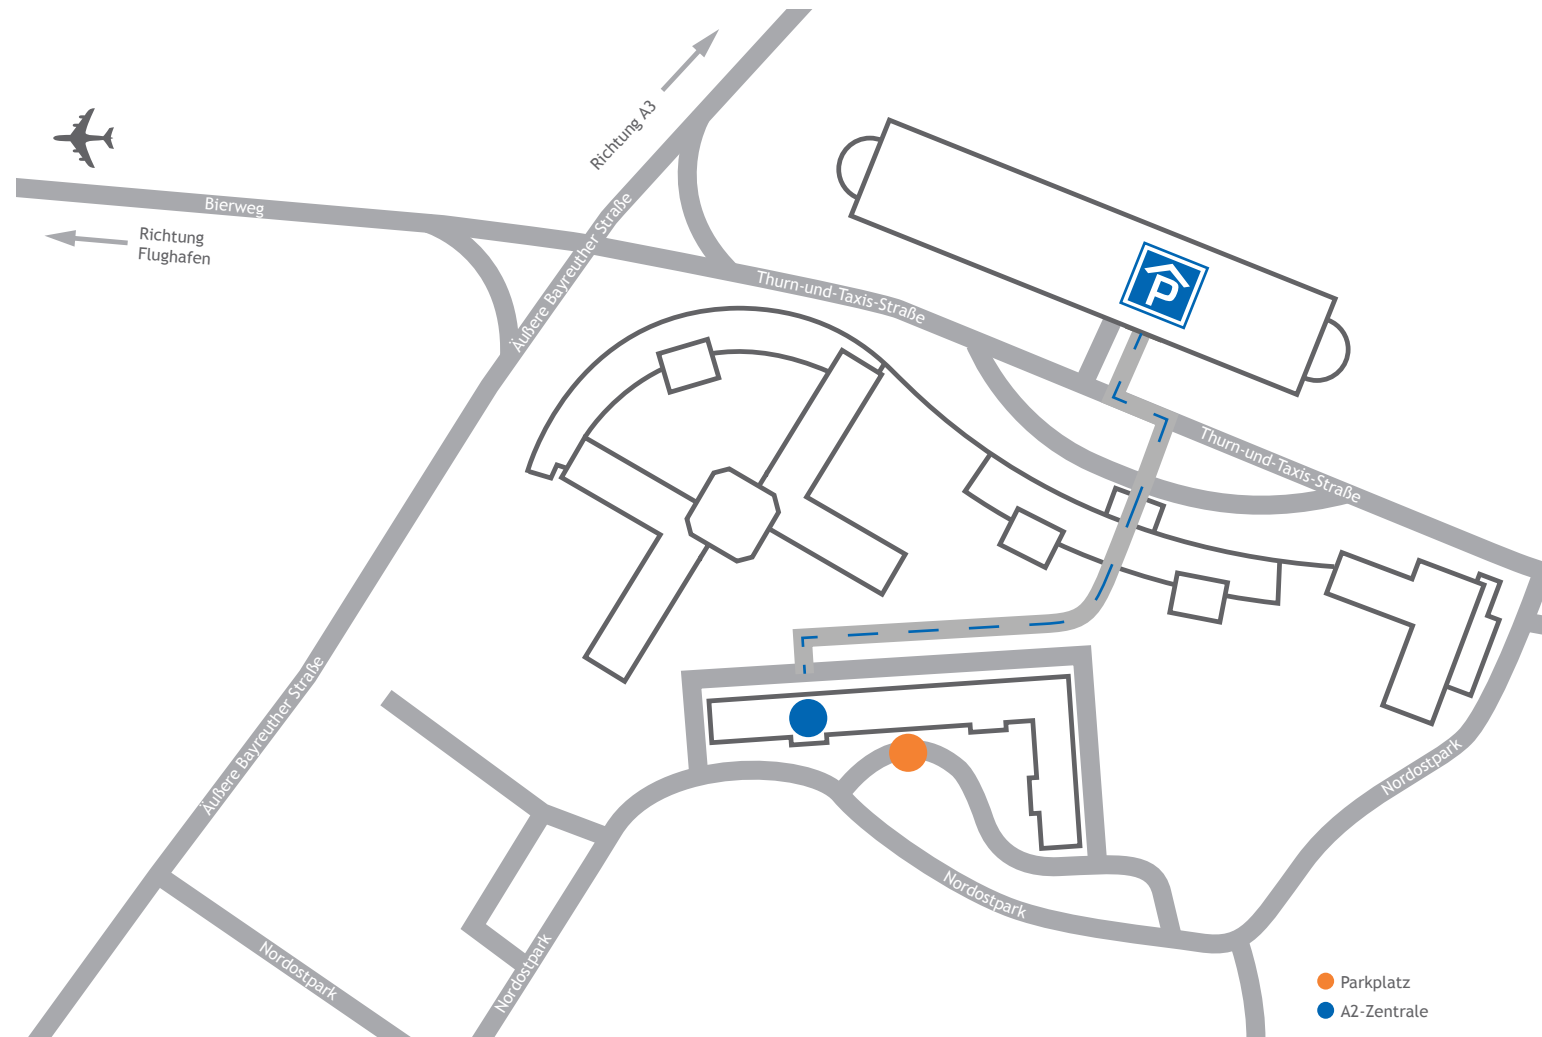 Richtung A3
Bierweg
Richtung
Flughafen
Äußere Bayreuther Straße
Thurn-und-Taxis-Straße
P
Thurn-und-Taxis-Straße
Äußere Bayreuther Straße
Nordostpark
Nordostpark
Nordostpark
Nordostpark
Parkplatz
A2-Zentrale